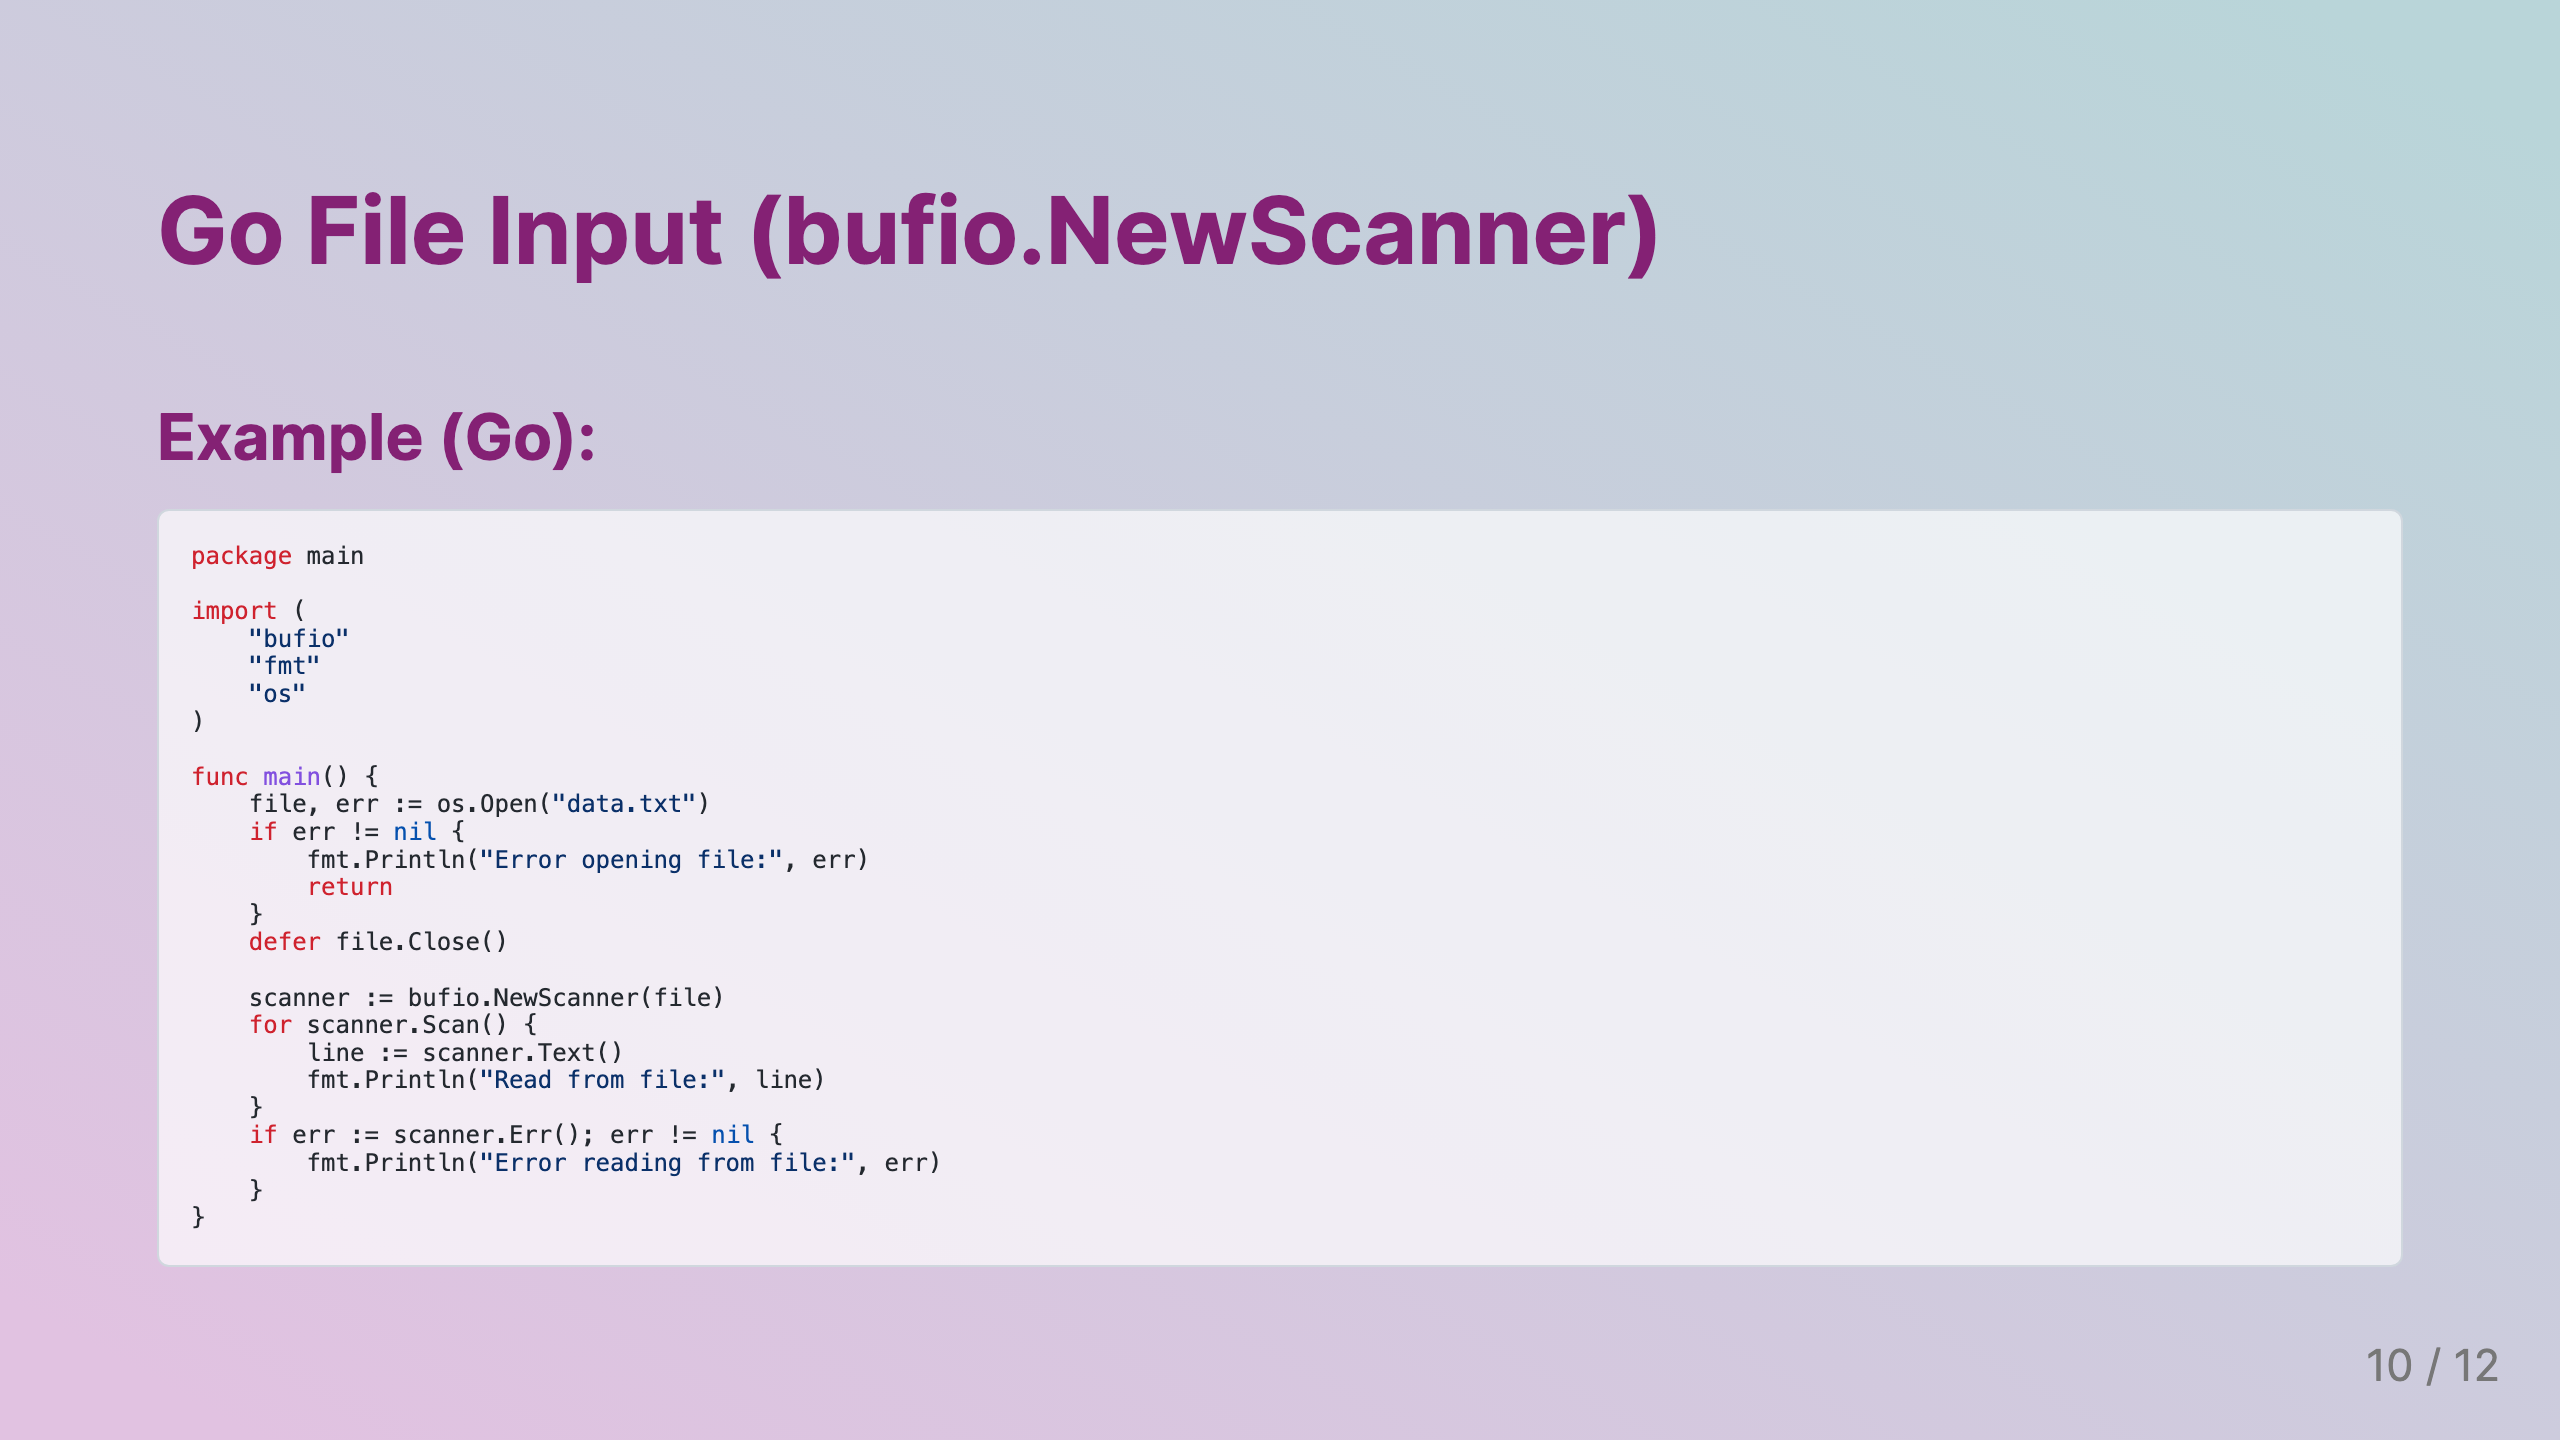 Go File Input (bufio.NewScanner)
Example (Go):
package main
import (
    "bufio"
    "fmt"
    "os"
)
func main() {
    file, err := os.Open("data.txt")
    if err != nil {
        fmt.Println("Error opening file:", err)
        return
    }
    defer file.Close()
    scanner := bufio.NewScanner(file)
    for scanner.Scan() {
        line := scanner.Text()
        fmt.Println("Read from file:", line)
    }
    if err := scanner.Err(); err != nil {
        fmt.Println("Error reading from file:", err)
    }
}
10 / 12